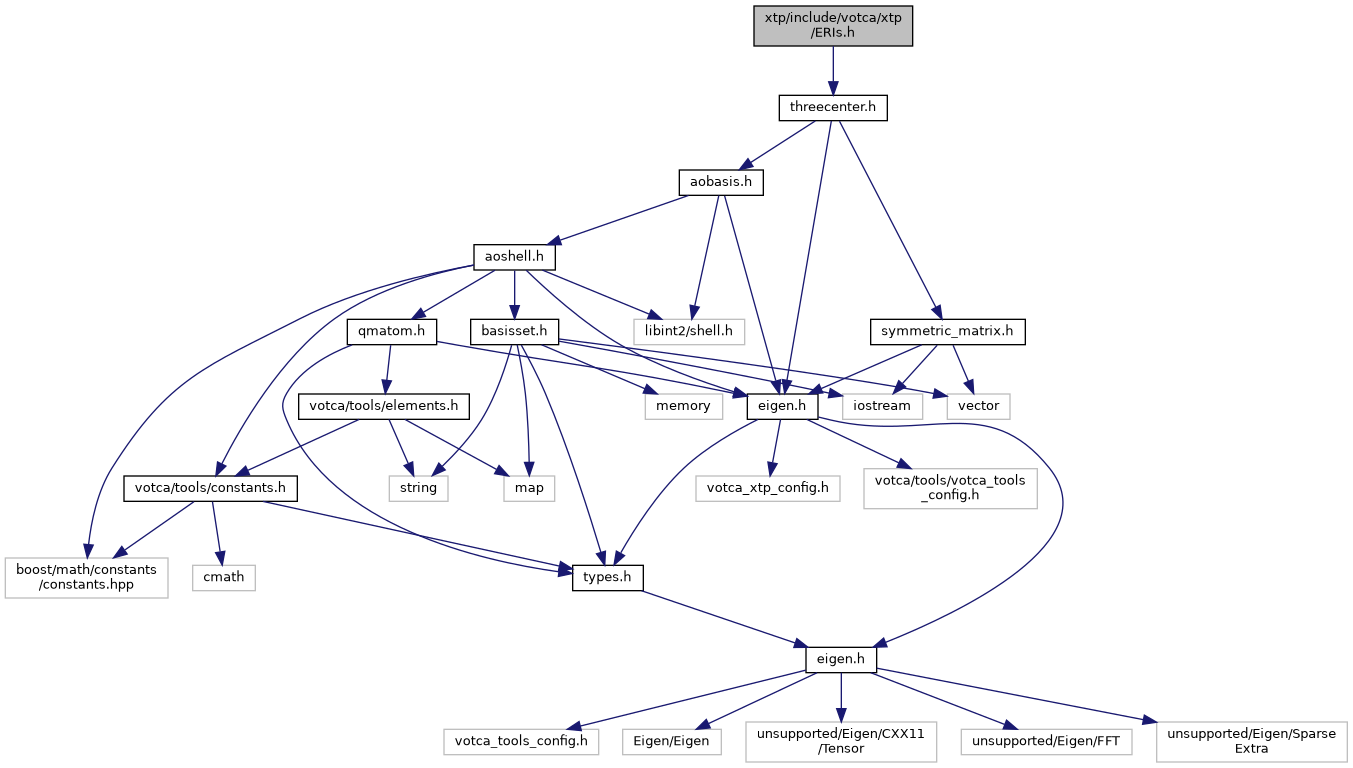 xtp/include/votca/xtp
/ERIs.h
threecenter.h
aobasis.h
aoshell.h
qmatom.h
basisset.h
libint2/shell.h
symmetric_matrix.h
votca/tools/elements.h
memory
eigen.h
iostream
vector
votca/tools/constants.h
string
map
votca_xtp_config.h
votca/tools/votca_tools
_config.h
boost/math/constants
/constants.hpp
cmath
types.h
eigen.h
votca_tools_config.h
Eigen/Eigen
unsupported/Eigen/CXX11
/Tensor
unsupported/Eigen/FFT
unsupported/Eigen/Sparse
Extra